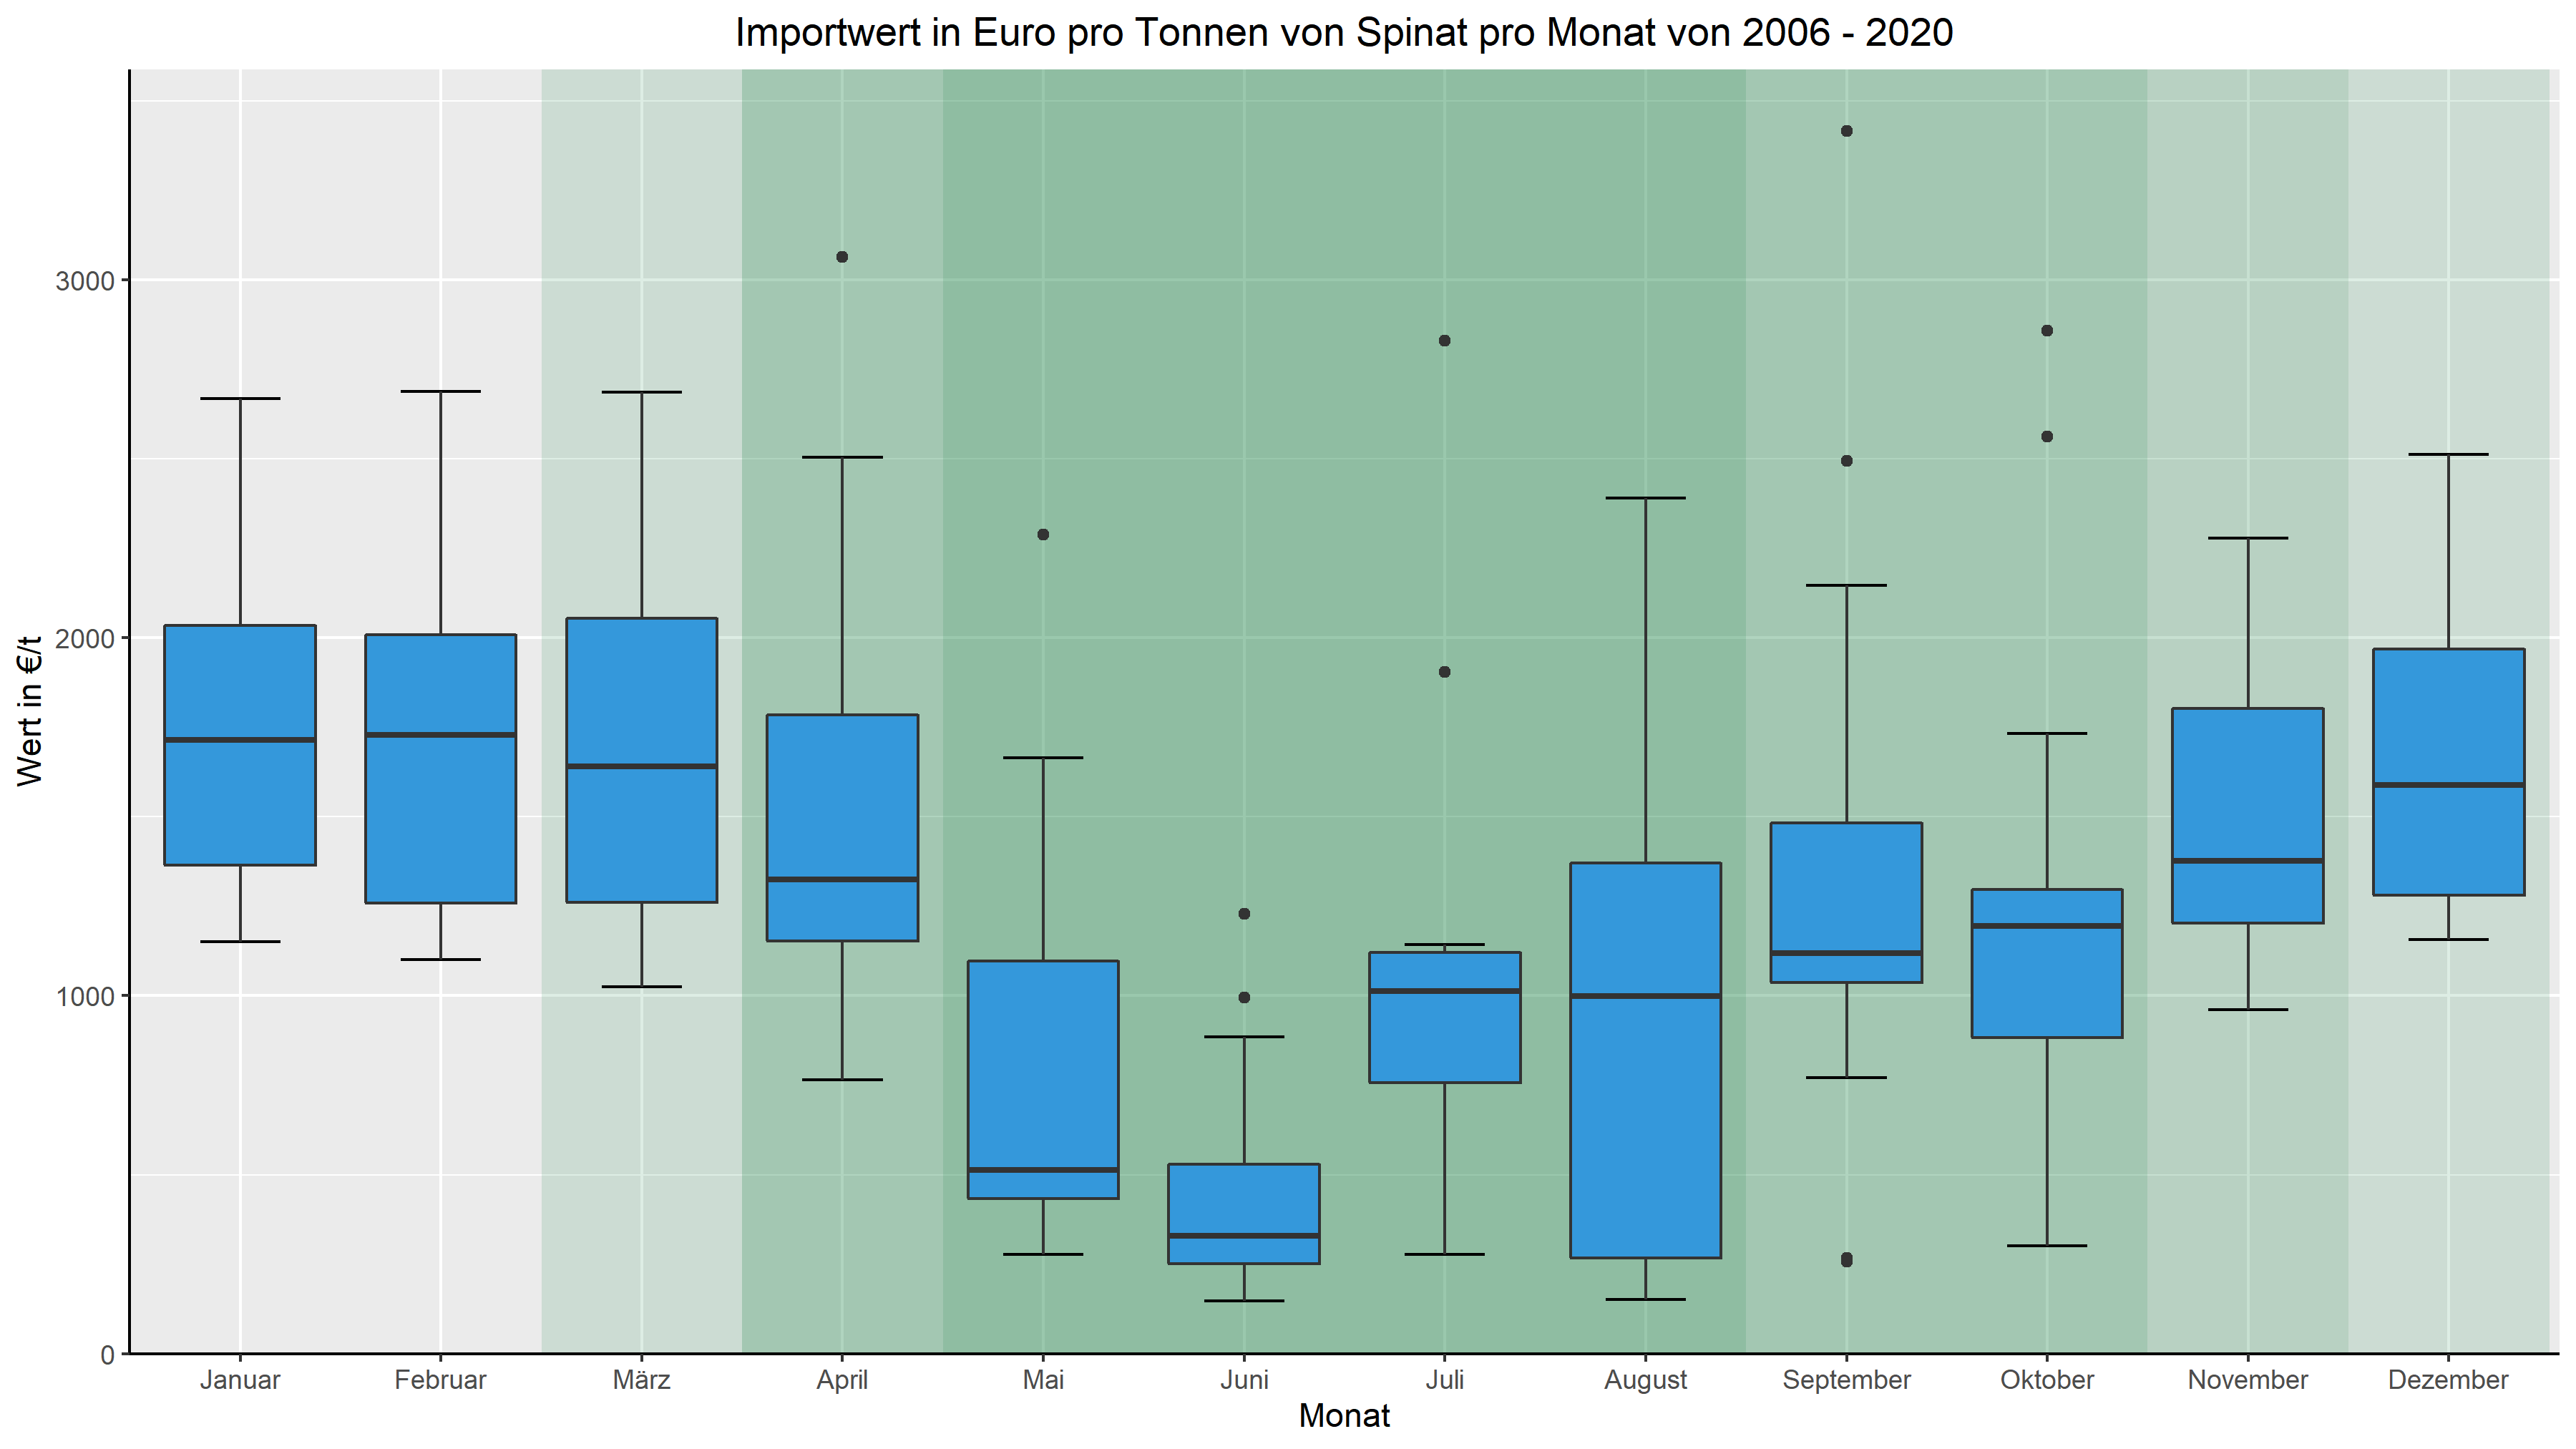 Importwert in Euro pro Tonnen von Spinat pro Monat von 2006 - 2020
Wert in €/t
3000
2000
1000
0
Januar Februar März April Mai Juni Juli August September Oktober November Dezember
Monat